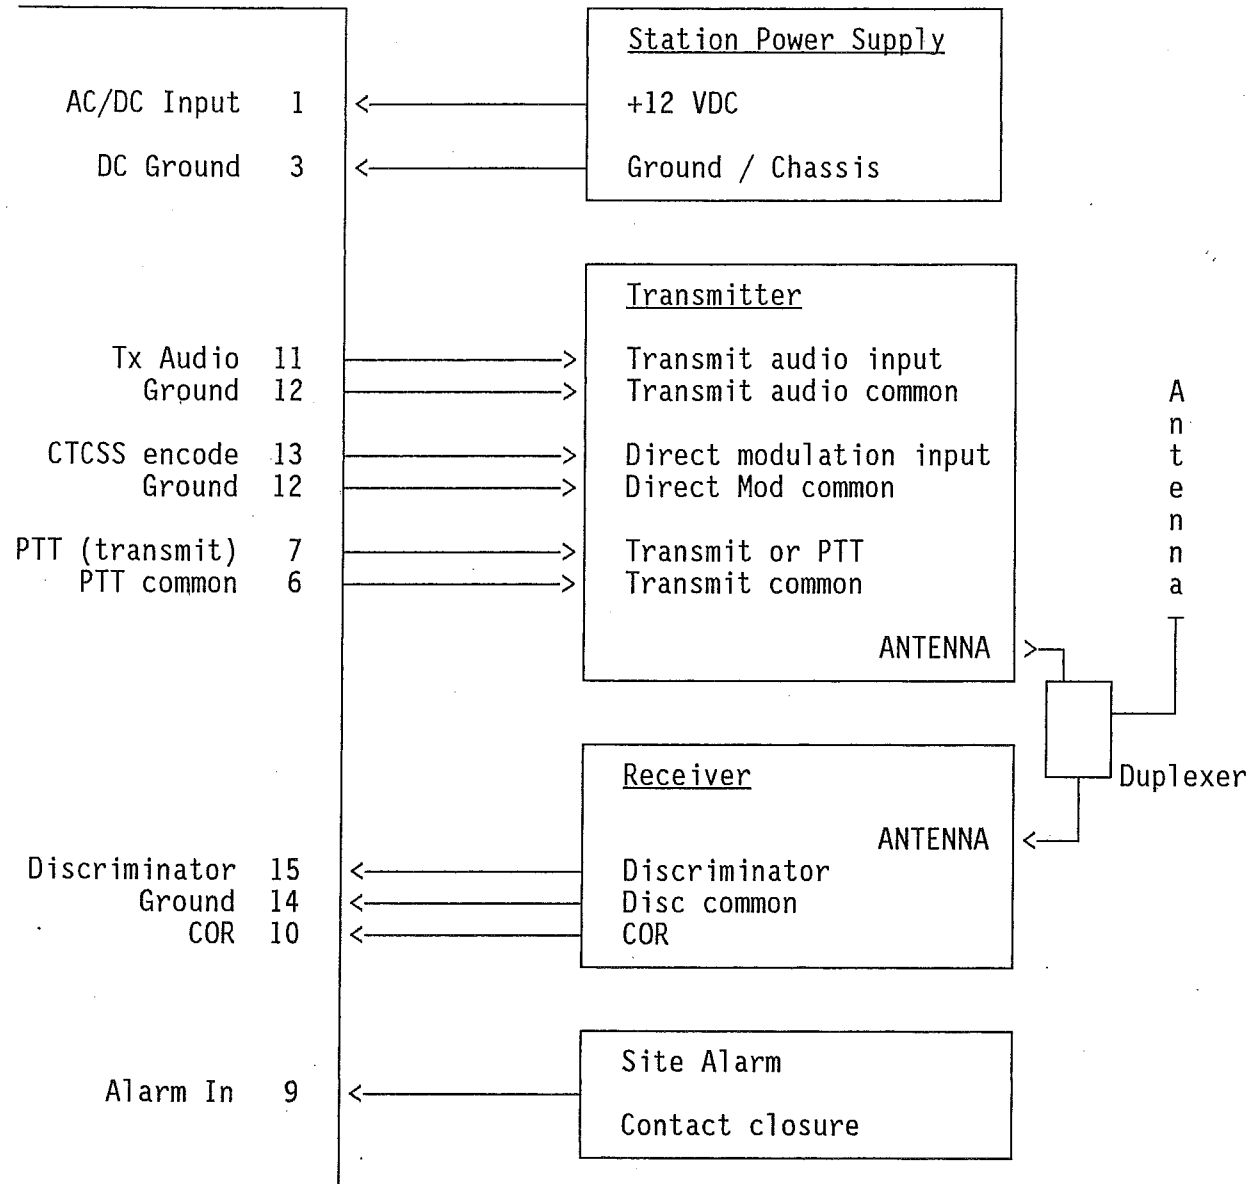 Station Power Supply
AC/DC Input 1 +12 VDC
DC Ground 3 Ground / Chassis
Transmitter
Tx Audio 11 Transmit audio input
Ground 12 Transmit audio common
CTCSS encode 13 Direct modulation input
Ground 12 Direct Mod common
PTT (transmit) 7 Transmit or PTT
PTT common 6 Transmit common
ANTENNA
Antenna
Duplexer
Receiver
ANTENNA
Discriminator 15 Discriminator
Ground 14 Disc common
COR 10 COR
Site Alarm
Alarm In 9
Contact closure